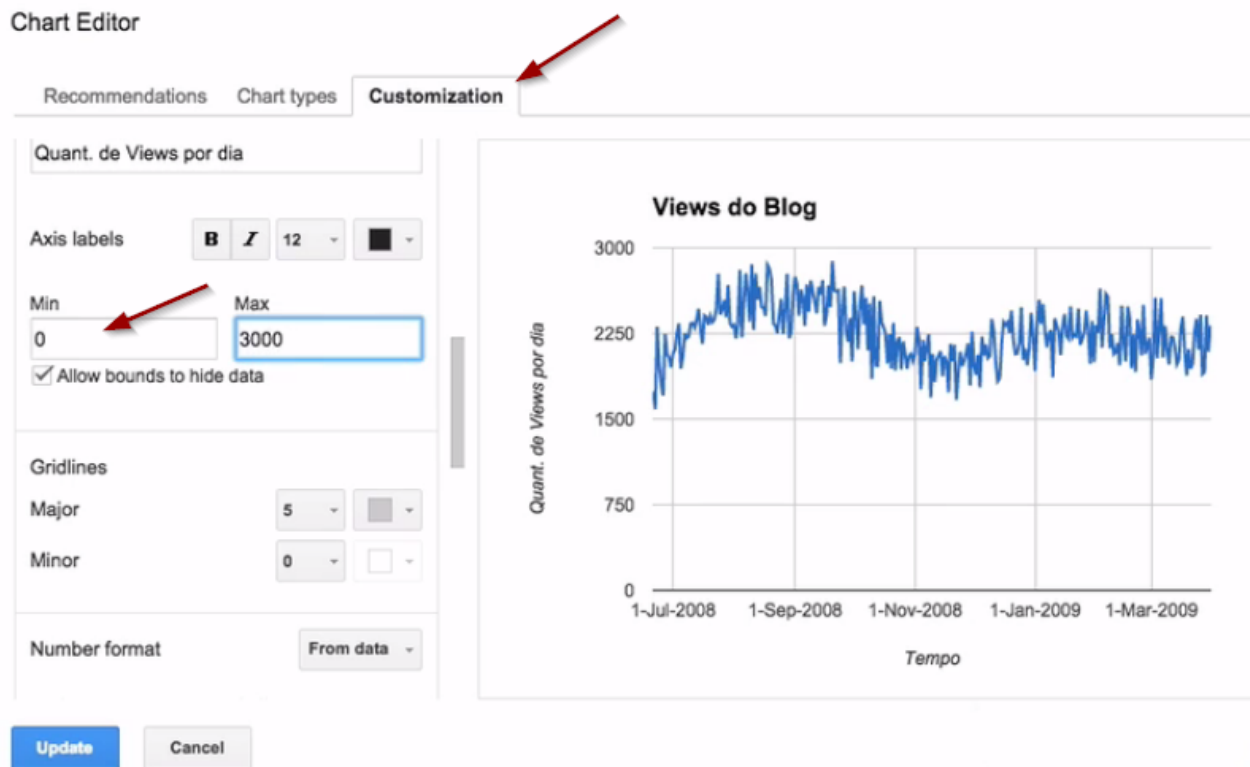 Chart Editor
Recommendations Chart types Customization
Quant. de Views por dia
Axis labels B I 12
Min Max
0 3000
Allow bounds to hide data
Gridlines
Major 5
Minor 0
Number format From data
Update Cancel
Views do Blog
Quant. de Views por dia
3000
2250
1500
750
0
1-Jul-2008 1-Sep-2008 1-Nov-2008 1-Jan-2009 1-Mar-2009
Tempo